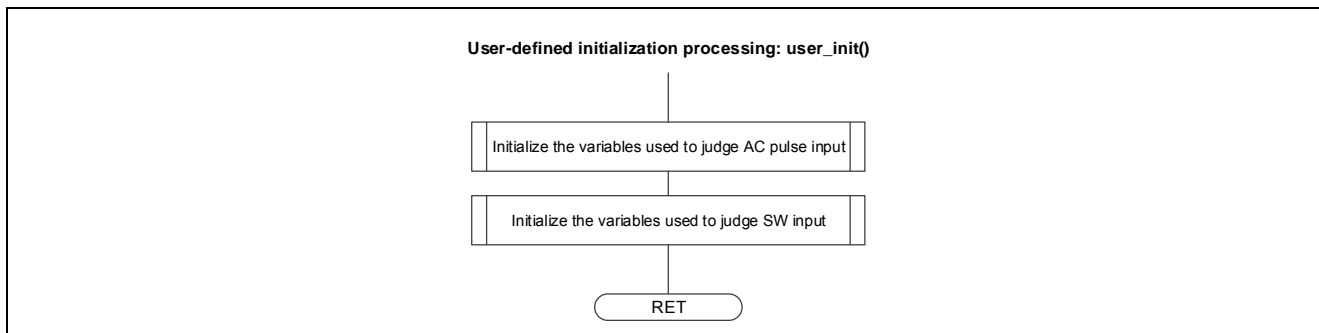 User-defined initialization processing: user_init()
Initialize the variables used to judge AC pulse input
Initialize the variables used to judge SW input
RET